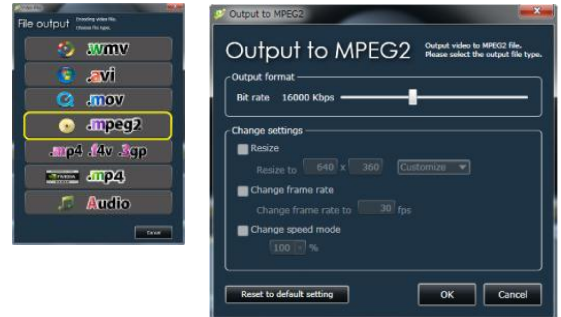 File output
Encoding video file.
Choose file type.
.wmv
.avi
.mov
.mpeg2
.mp4 .f4v .3gp
.mp4
Audio
Cancel
Output to MPEG2
Output to MPEG2
Output video to MPEG2 file.
Please select the output file type.
Output format
Bit rate 16000 Kbps
Change settings
Resize
Resize to 640 x 360 Customize
Change frame rate
Change frame rate to 30 fps
Change speed mode
100 %
Reset to default setting
OK
Cancel